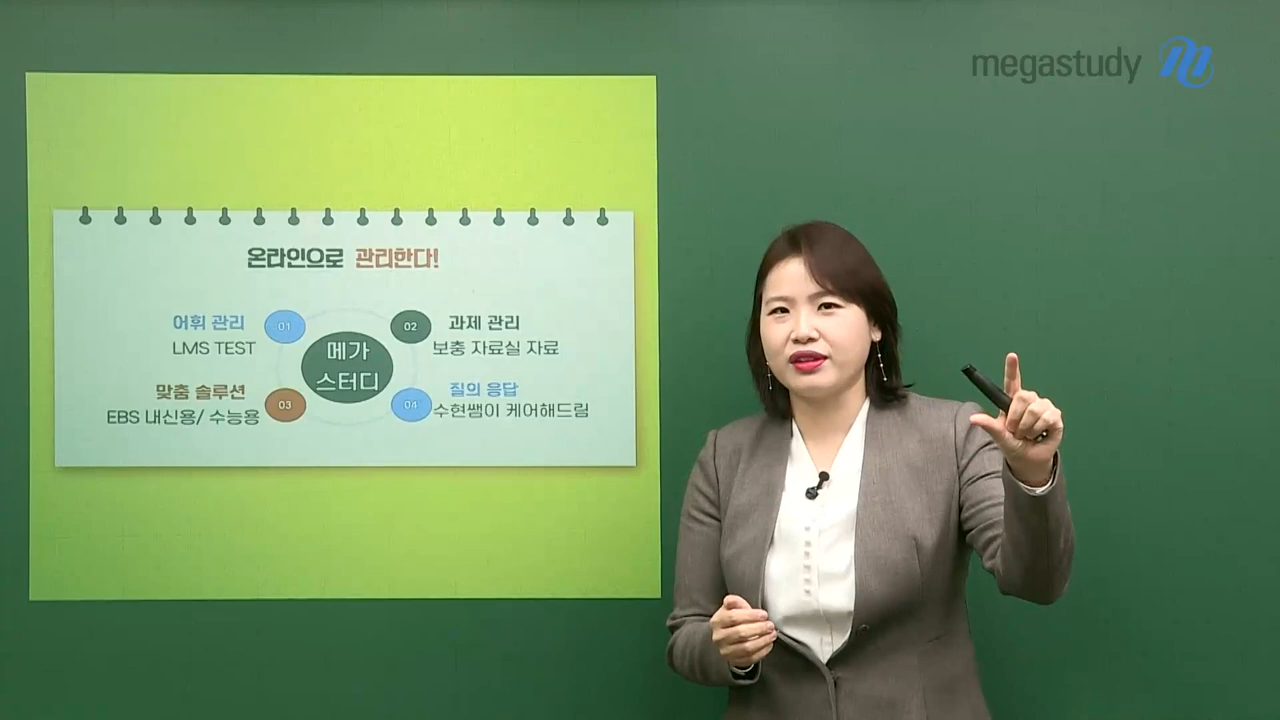 megastudy
온라인으로 관리한다!
어휘 관리 01
LMS TEST
02 과제 관리
보충 자료실 자료
메가
스터디
맞춤 솔루션 03
EBS 내신용/ 수능용
04 질의 응답
수현쌤이 케어해드림